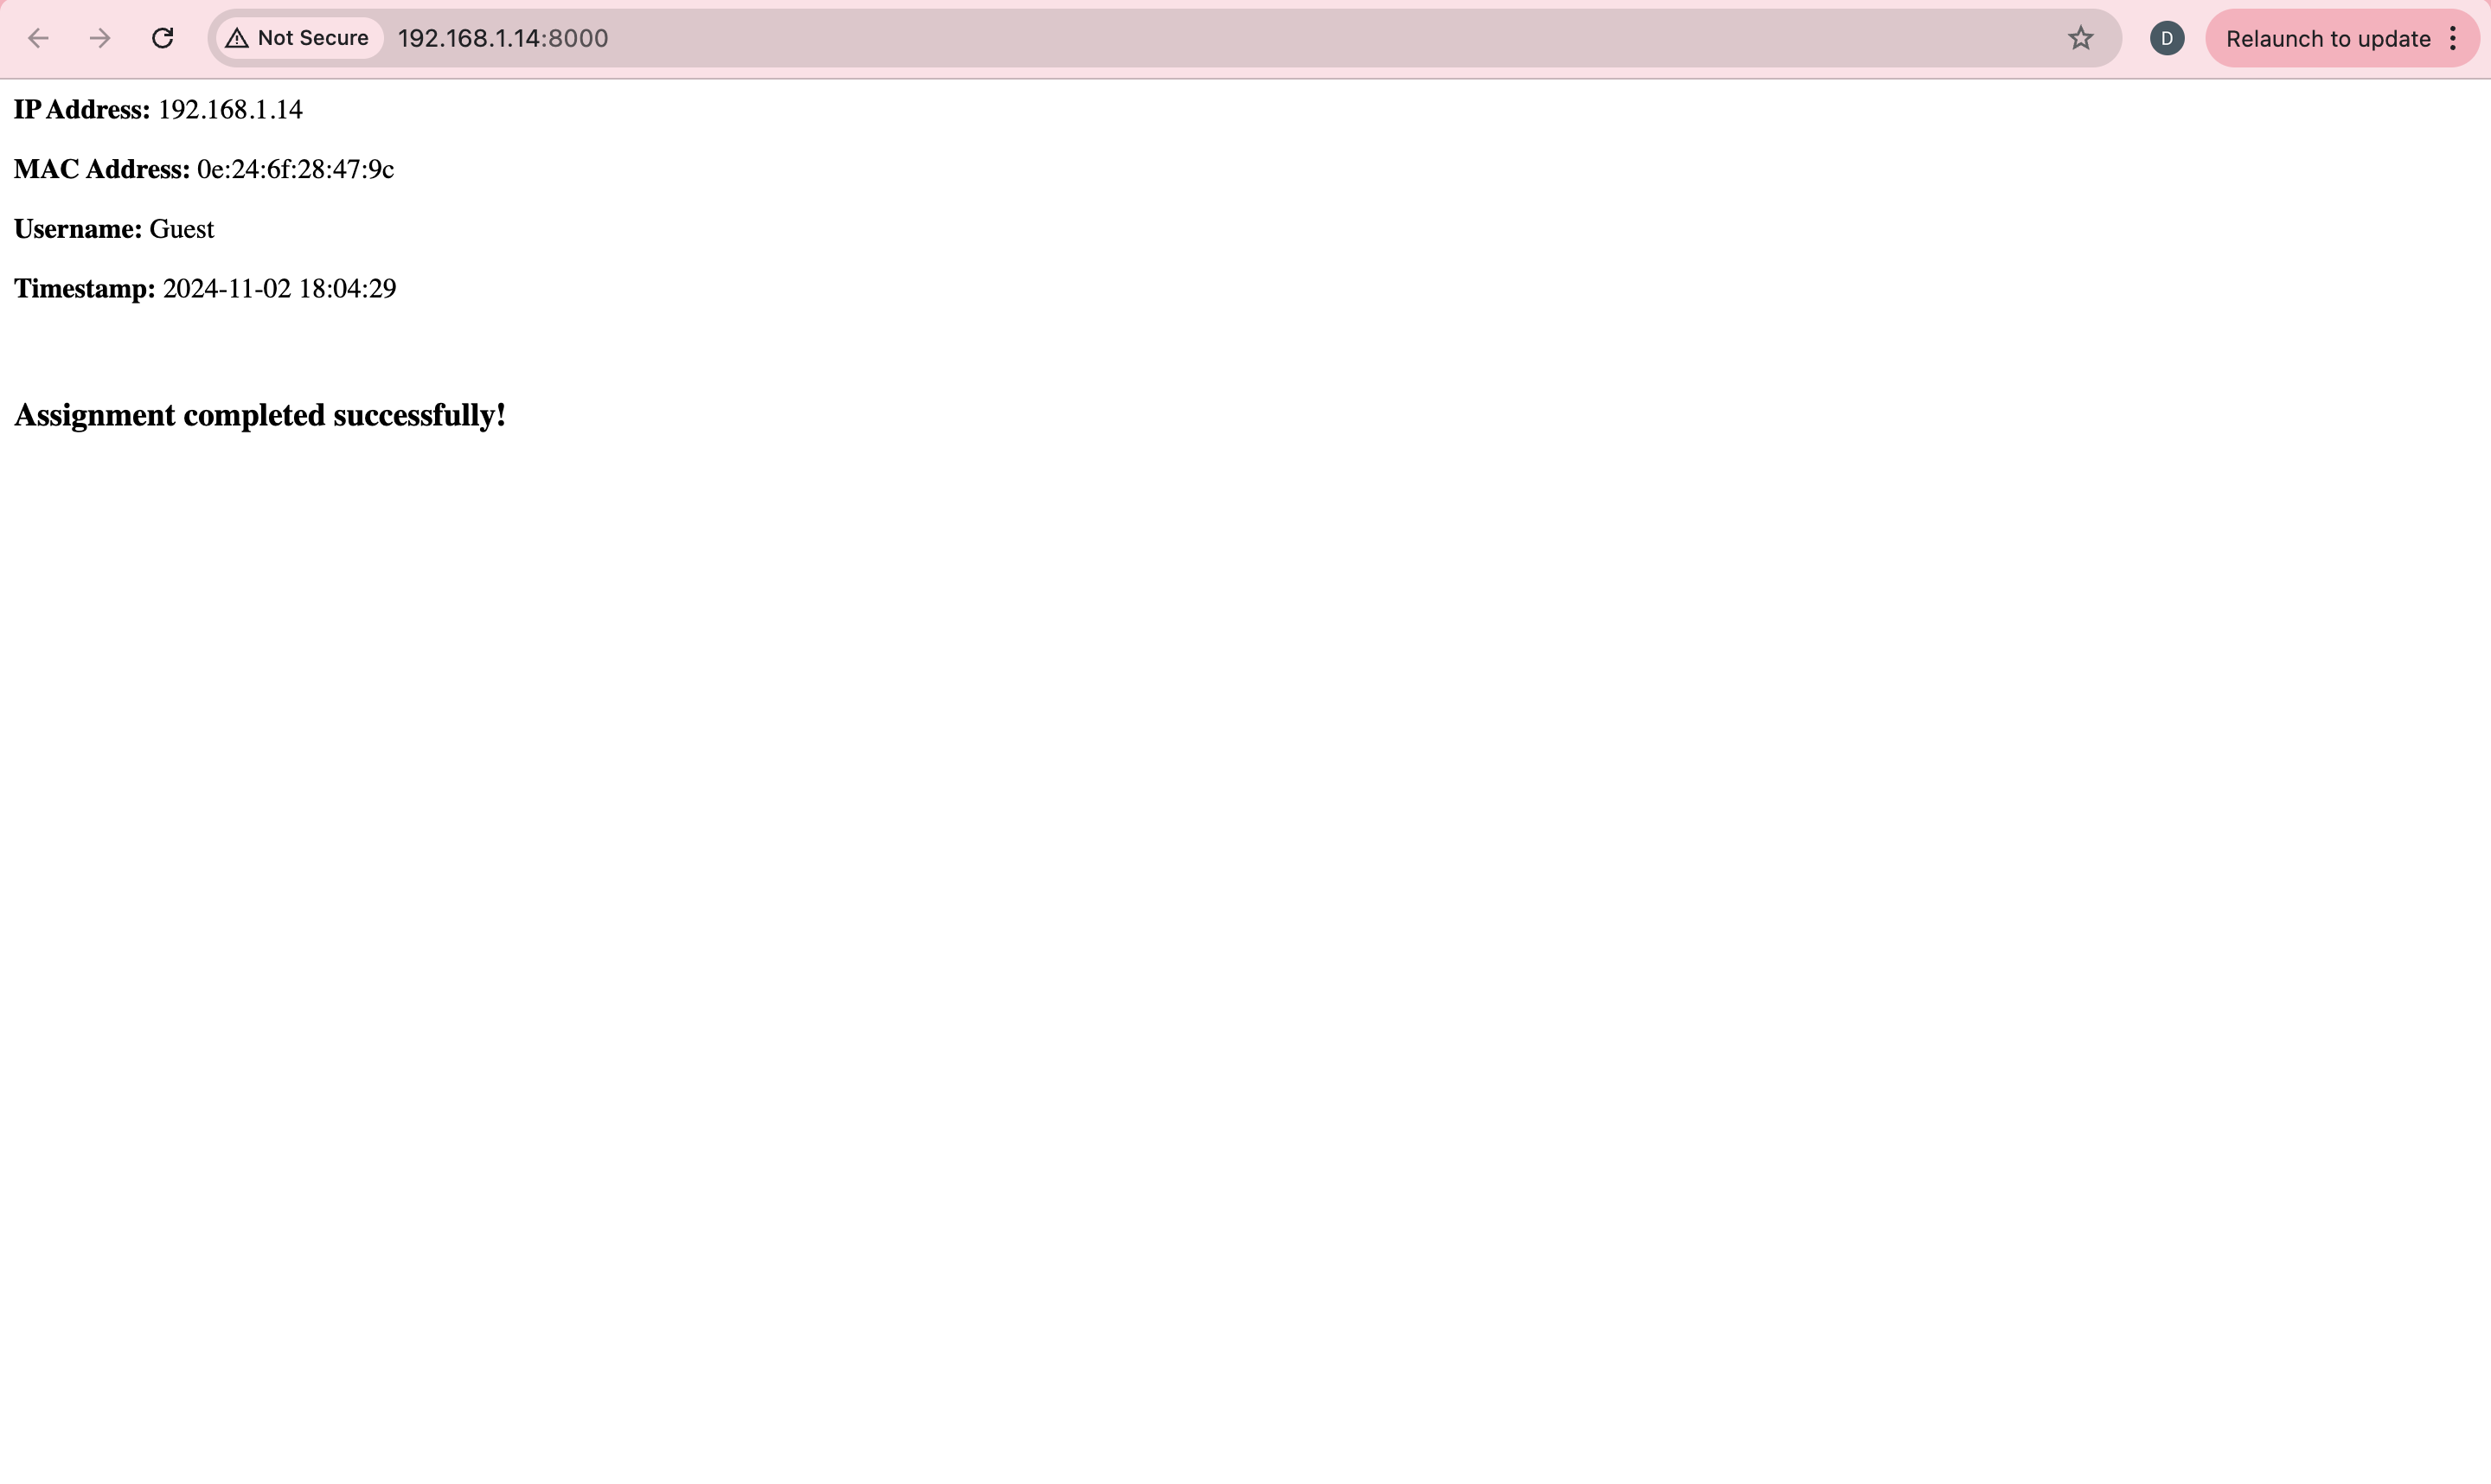 Not Secure 192.168.1.14:8000 D Relaunch to update
IP Address: 192.168.1.14
MAC Address: 0e:24:6f:28:47:9c
Username: Guest
Timestamp: 2024-11-02 18:04:29
Assignment completed successfully!